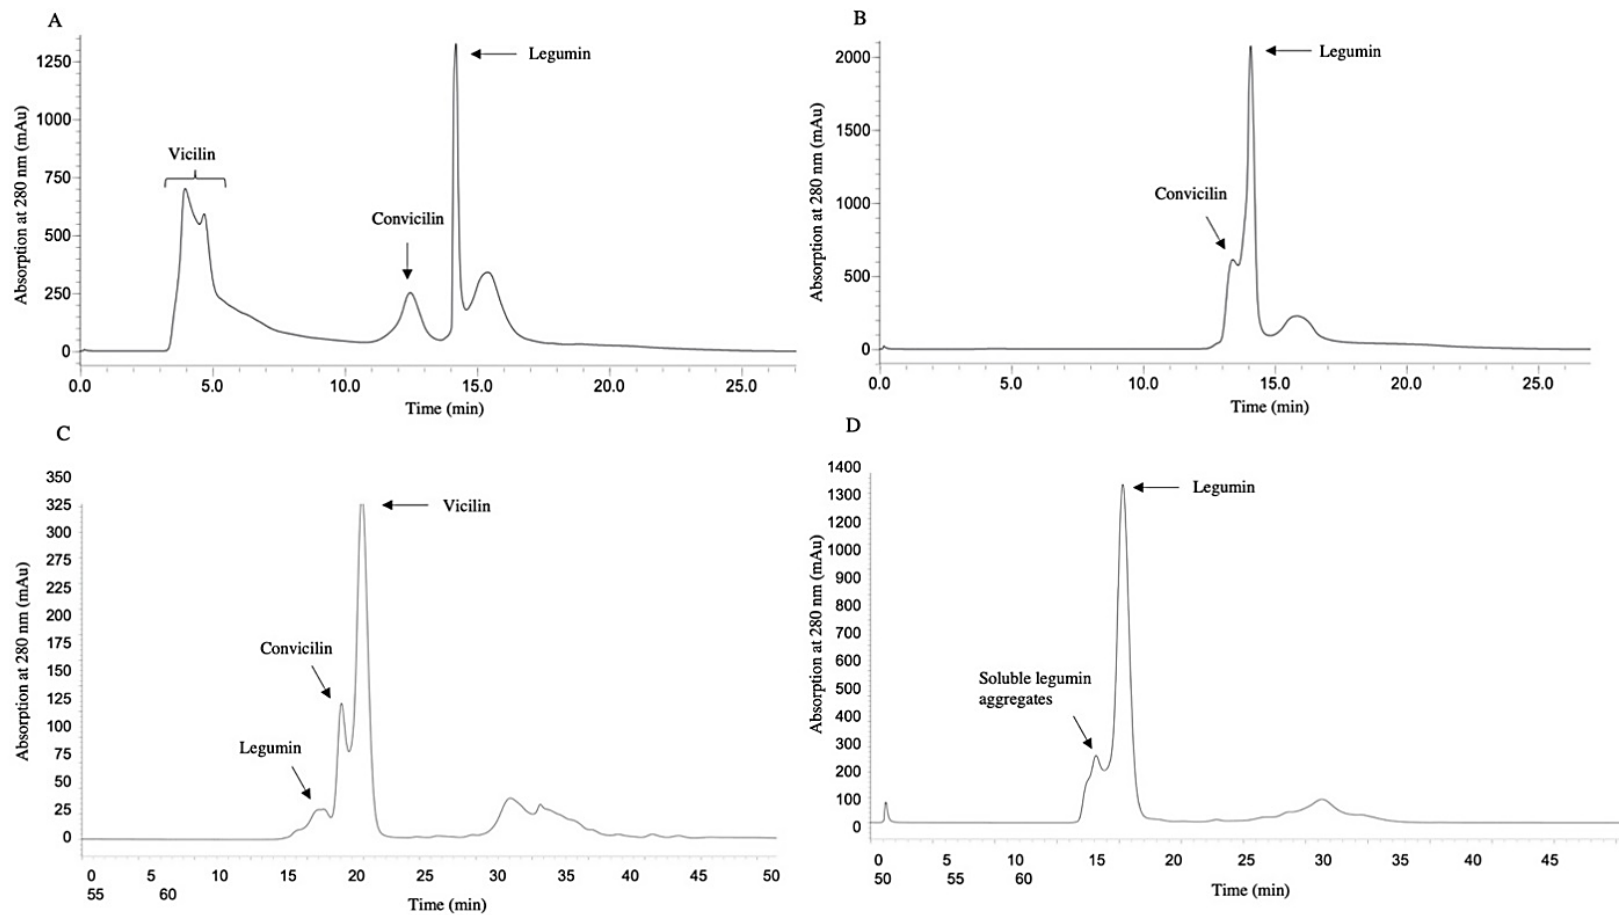 A
Absorption at 280 nm (mAu)
1250
1000
750
500
250
0
Vicilin
Convicilin
Legumin
0.0 5.0 10.0 15.0 20.0 25.0
Time (min)
B
Absorption at 280 nm (mAu)
2000
1500
1000
500
0
Convicilin
Legumin
0.0 5.0 10.0 15.0 20.0 25.0
Time (min)
C
Absorption at 280 nm (mAu)
350
325
300
275
250
225
200
175
150
125
100
75
50
25
0
Vicilin
Convicilin
Legumin
0 5 10 15 20 25 30 35 40 45 50
55 60
Time (min)
D
Absorption at 280 nm (mAu)
1400
1300
1200
1000
900
800
700
600
500
400
300
200
100
0
Legumin
Soluble legumin
aggregates
0 5 10 15 20 25 30 35 40 45
50 55 60
Time (min)